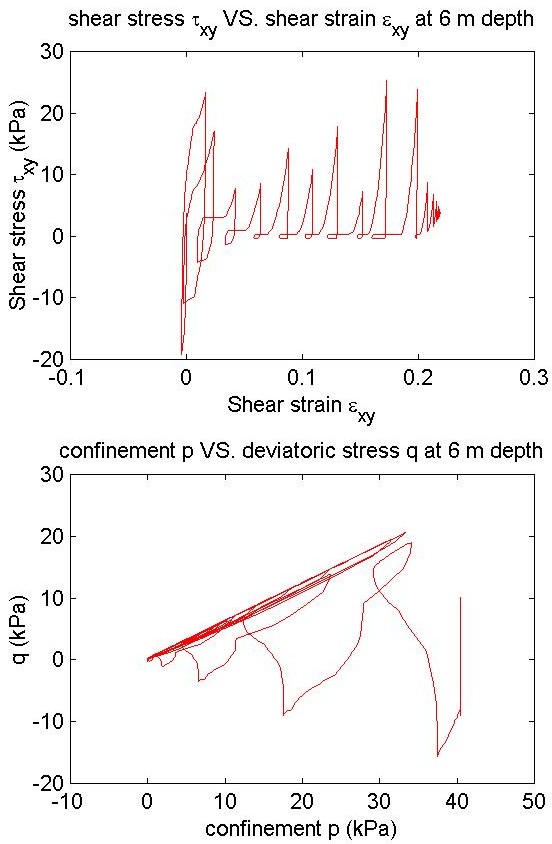 shear stress τxy VS. shear strain εxy at 6 m depth
30
20
10
0
-10
-20
Shear stress τxy (kPa)
-0.1 0 0.1 0.2 0.3
Shear strain εxy
confinement p VS. deviatoric stress q at 6 m depth
30
20
10
0
-10
-20
q (kPa)
-10 0 10 20 30 40 50
confinement p (kPa)